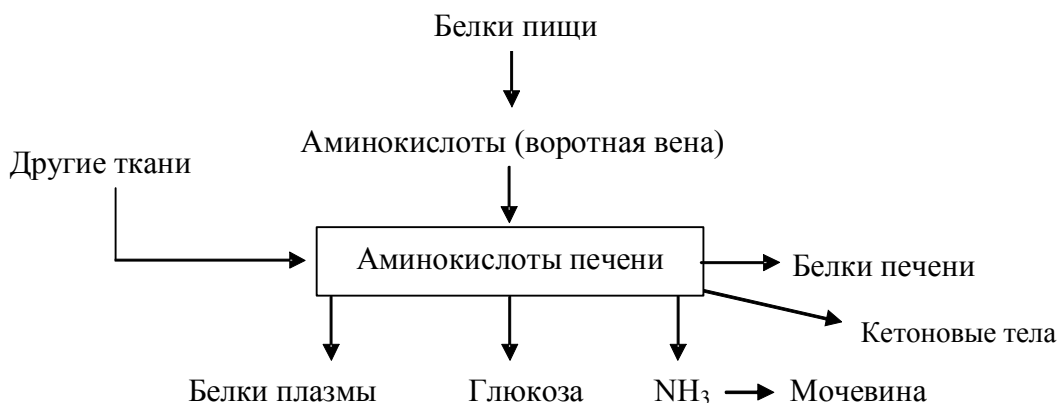 Белки пищи
Аминокислоты (воротная вена)
Другие ткани
Аминокислоты печени
Белки печени
Кетоновые тела
Белки плазмы
Глюкоза
NH₃
Мочевина